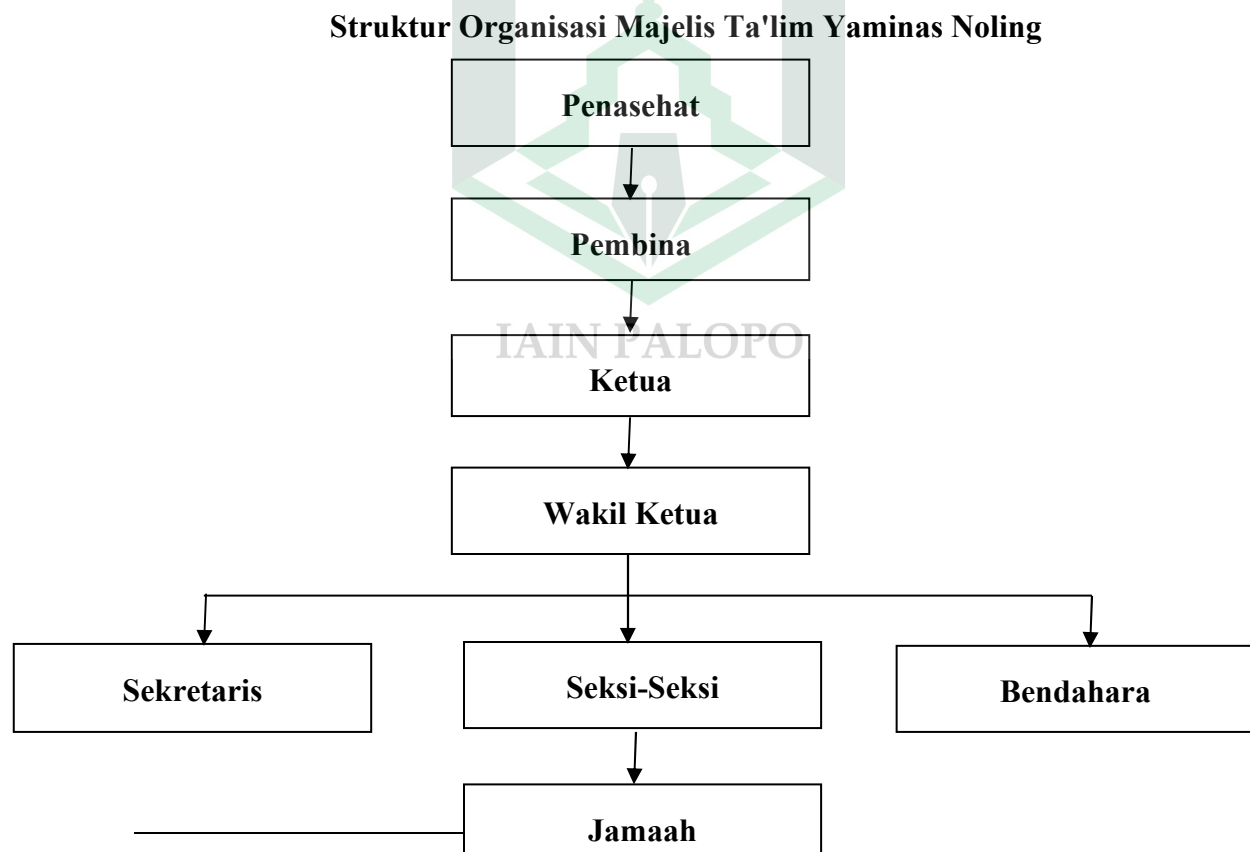 Struktur Organisasi Majelis Ta'lim Yaminas Noling
Penasehat
Pembina
IAIN PALOPO
Ketua
Wakil Ketua
Sekretaris
Seksi-Seksi
Bendahara
Jamaah